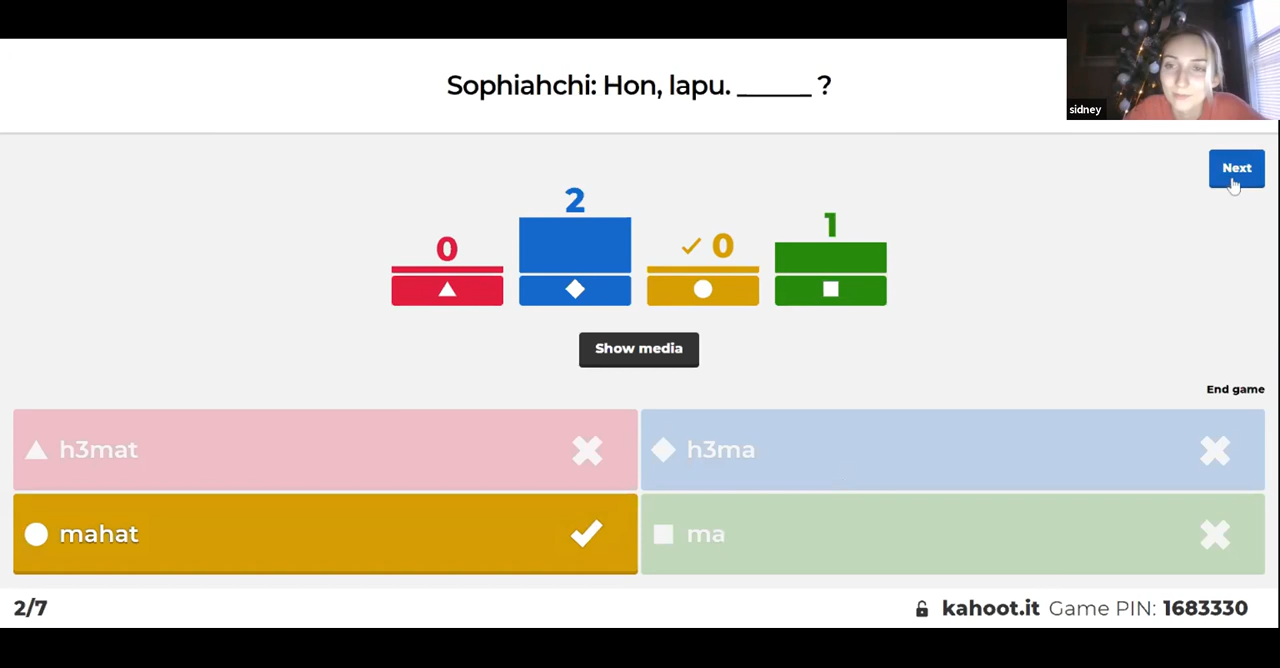 Sophiahchi: Hon, lapu. ______ ?
sidney
Next
0
2
0
1
Show media
End game
h3mat
h3ma
mahat
ma
2/7
kahoot.it Game PIN: 1683330